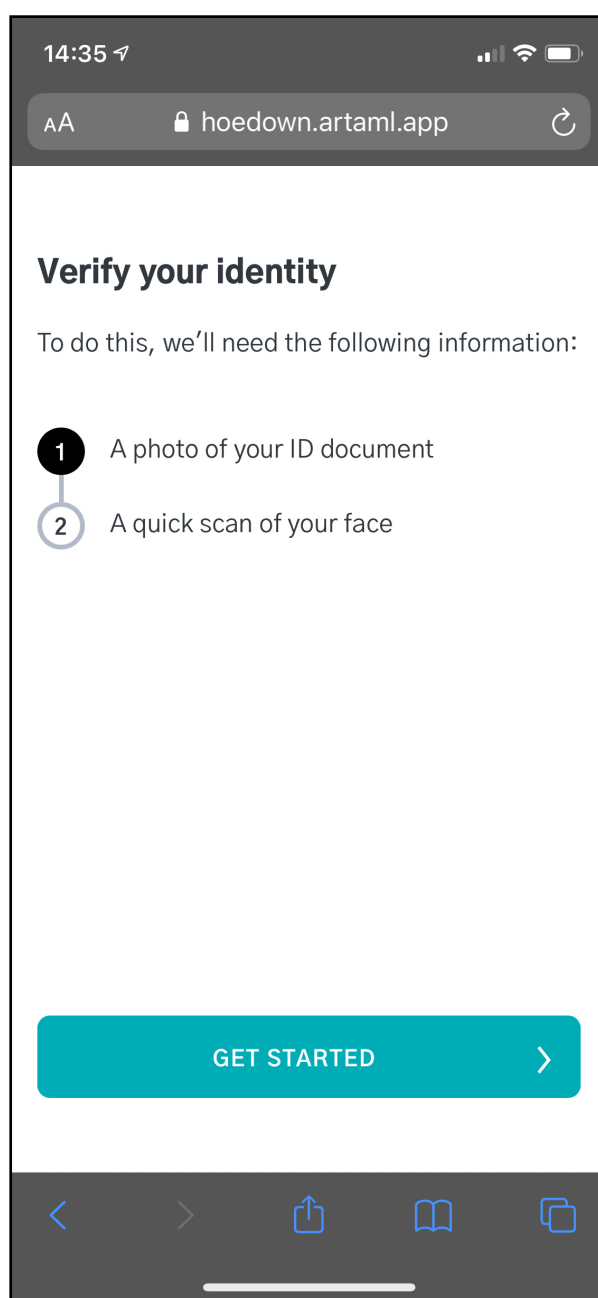 14:35
AA hoedown.artaml.app
Verify your identity
To do this, we'll need the following information:
1 A photo of your ID document
2 A quick scan of your face
GET STARTED